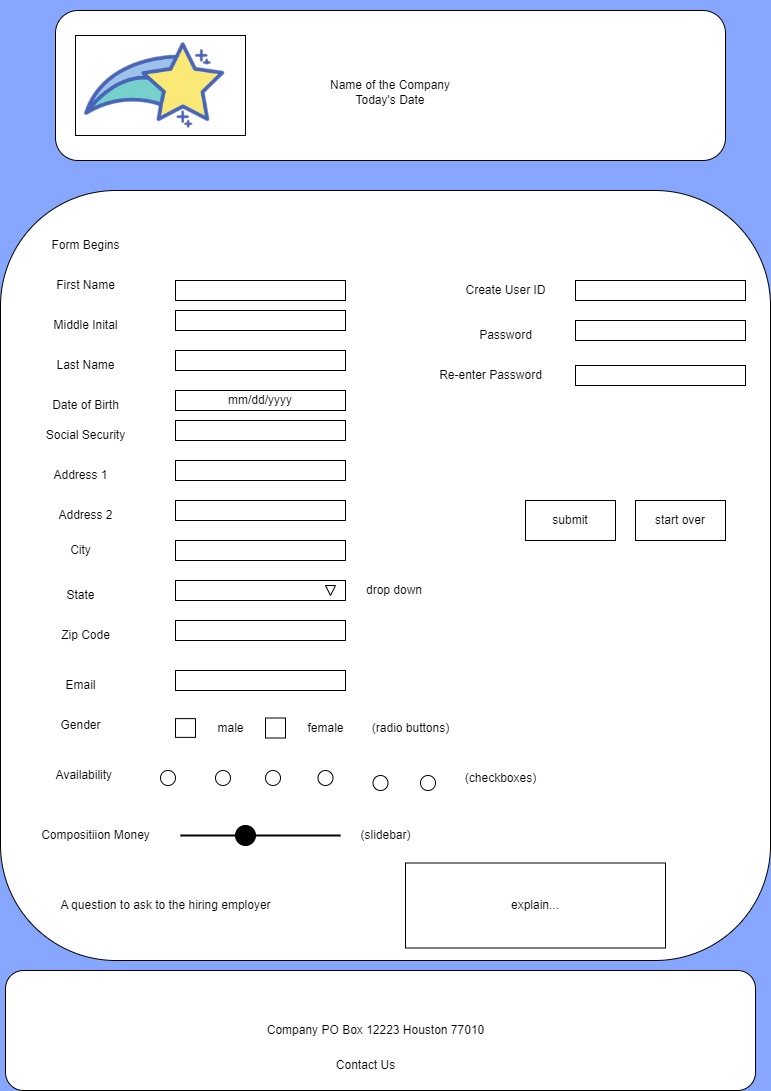 Name of the Company
Today's Date
Form Begins
First Name
Create User ID
Middle Inital
Password
Last Name
Re-enter Password
Date of Birth mm/dd/yyyy
Social Security
Address 1
Address 2
submit start over
City
State drop down
Zip Code
Email
Gender male female (radio buttons)
Availability (checkboxes)
Compositiion Money (slidebar)
A question to ask to the hiring employer explain...
Company PO Box 12223 Houston 77010
Contact Us